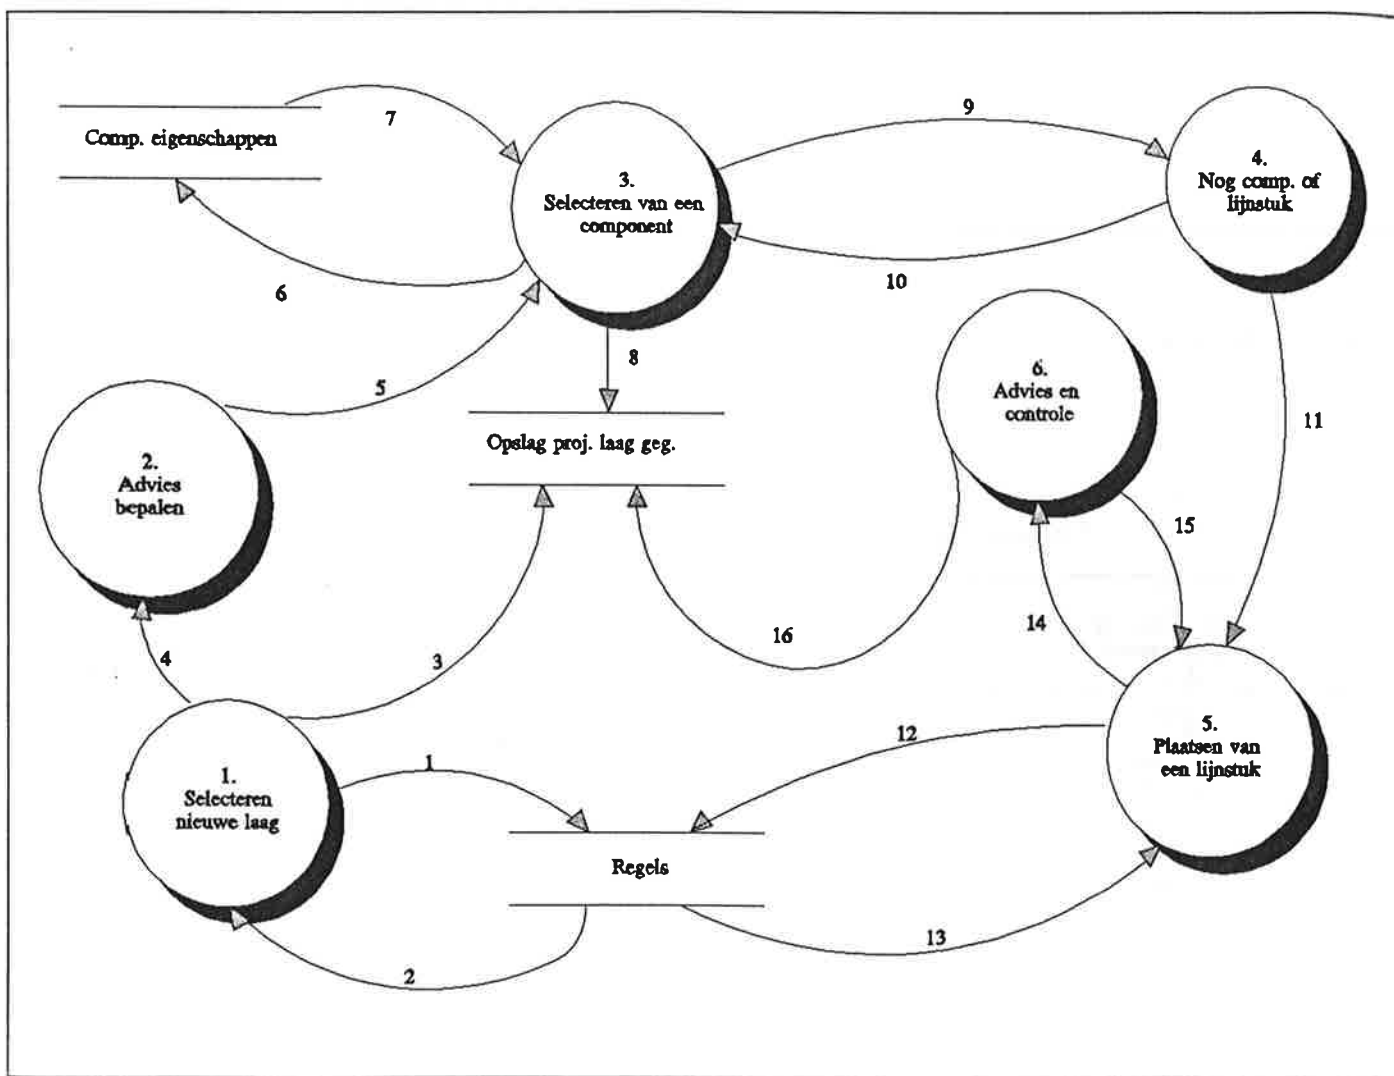 7
9
Comp. eigenschappen
3.
Selecteren van een
component
4.
Nog comp. of
lijnstuk
6
10
8
5
6.
Advies en
controle
11
Opslag proj. laag geg.
2.
Advies
bepalen
15
14
16
4
3
1
12
5.
Plaatsen van
een lijnstuk
1.
Selecteren
nieuwe laag
Regels
13
2